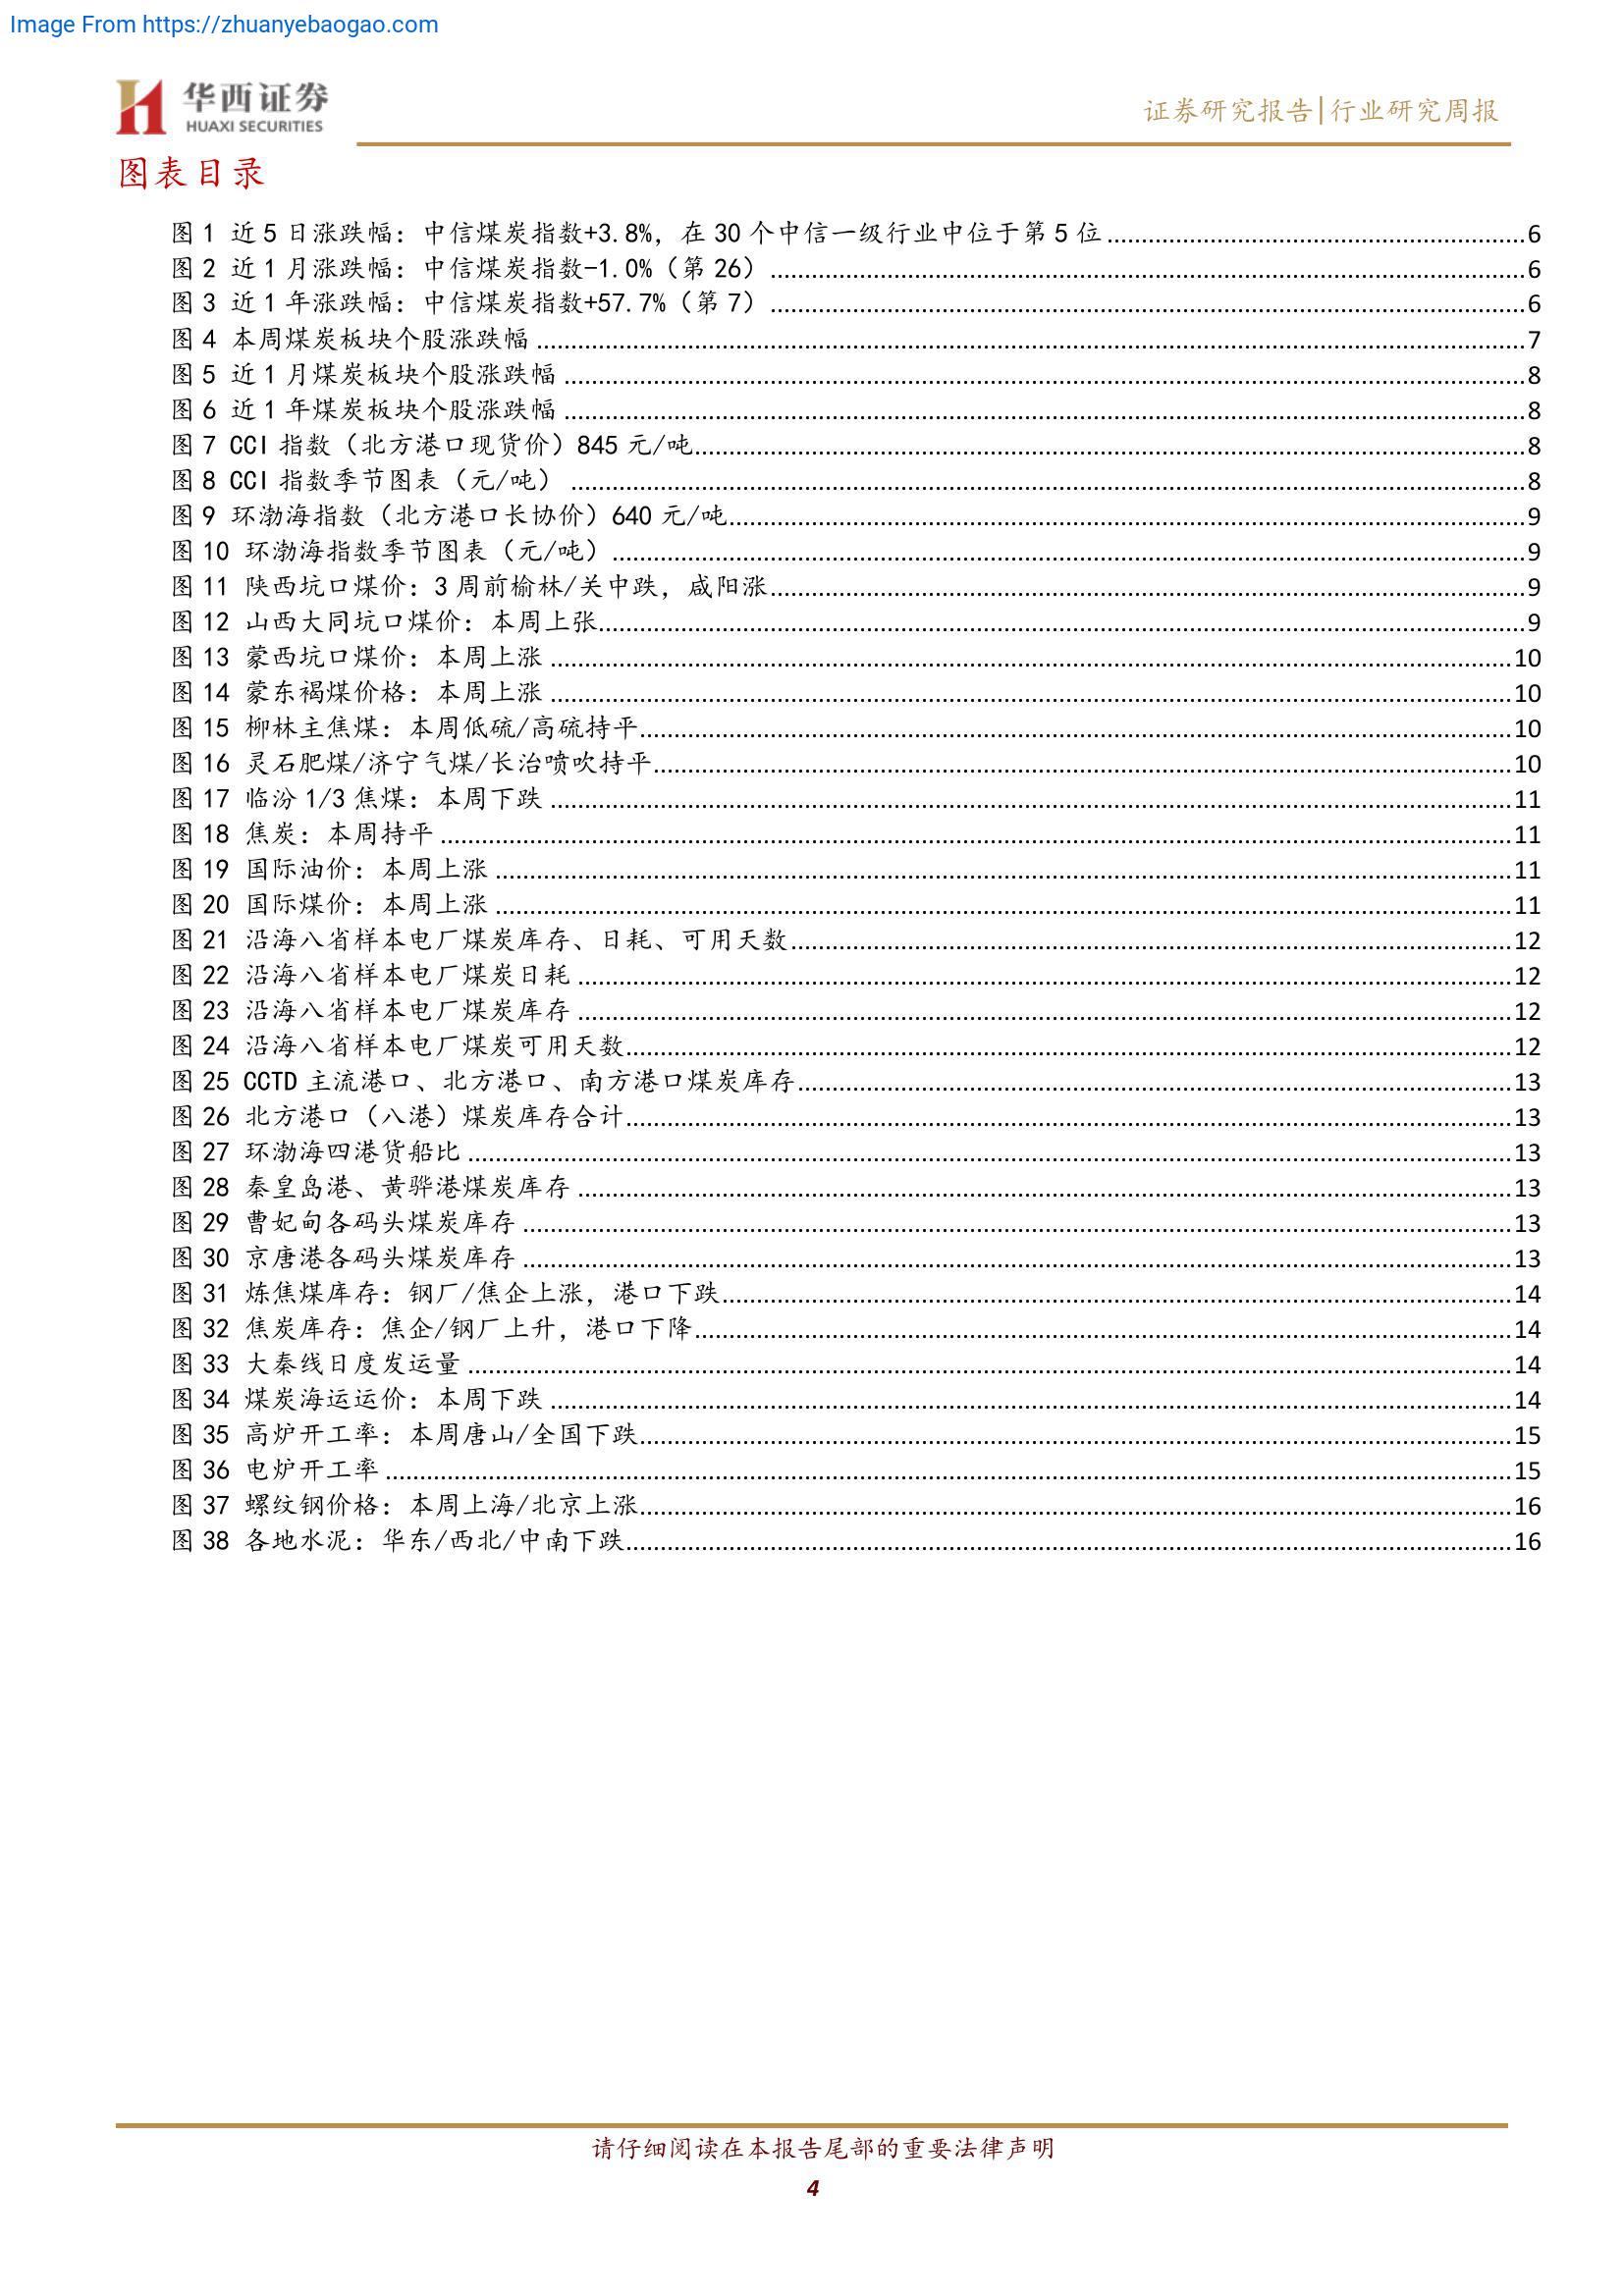 Image From https://zhuanyebaogao.com
华西证券
HUAXI SECURITIES
证券研究报告|行业研究周报
图表目录
图 1 近 5 日涨跌幅：中信煤炭指数+3.8%，在 30 个中信一级行业中位于第 5 位 6
图 2 近 1 月涨跌幅：中信煤炭指数-1.0%（第 26） 6
图 3 近 1 年涨跌幅：中信煤炭指数+57.7%（第 7） 6
图 4 本周煤炭板块个股涨跌幅 7
图 5 近 1 月煤炭板块个股涨跌幅 8
图 6 近 1 年煤炭板块个股涨跌幅 8
图 7 CCI 指数（北方港口现货价）845 元/吨 8
图 8 CCI 指数季节图表（元/吨） 8
图 9 环渤海指数（北方港口长协价）640 元/吨 9
图 10 环渤海指数季节图表（元/吨） 9
图 11 陕西坑口煤价：3 周前榆林/关中跌，咸阳涨 9
图 12 山西大同坑口煤价：本周上张 9
图 13 蒙西坑口煤价：本周上涨 10
图 14 蒙东褐煤价格：本周上涨 10
图 15 柳林主焦煤：本周低硫/高硫持平 10
图 16 灵石肥煤/济宁气煤/长治喷吹持平 10
图 17 临汾 1/3 焦煤：本周下跌 11
图 18 焦炭：本周持平 11
图 19 国际油价：本周上涨 11
图 20 国际煤价：本周上涨 11
图 21 沿海八省样本电厂煤炭库存、日耗、可用天数 12
图 22 沿海八省样本电厂煤炭日耗 12
图 23 沿海八省样本电厂煤炭库存 12
图 24 沿海八省样本电厂煤炭可用天数 12
图 25 CCTD 主流港口、北方港口、南方港口煤炭库存 13
图 26 北方港口（八港）煤炭库存合计 13
图 27 环渤海四港货船比 13
图 28 秦皇岛港、黄骅港煤炭库存 13
图 29 曹妃甸各码头煤炭库存 13
图 30 京唐港各码头煤炭库存 13
图 31 炼焦煤库存：钢厂/焦企上涨，港口下跌 14
图 32 焦炭库存：焦企/钢厂上升，港口下降 14
图 33 大秦线日度发运量 14
图 34 煤炭海运运价：本周下跌 14
图 35 高炉开工率：本周唐山/全国下跌 15
图 36 电炉开工率 15
图 37 螺纹钢价格：本周上海/北京上涨 16
图 38 各地水泥：华东/西北/中南下跌 16
请仔细阅读在本报告尾部的重要法律声明
4